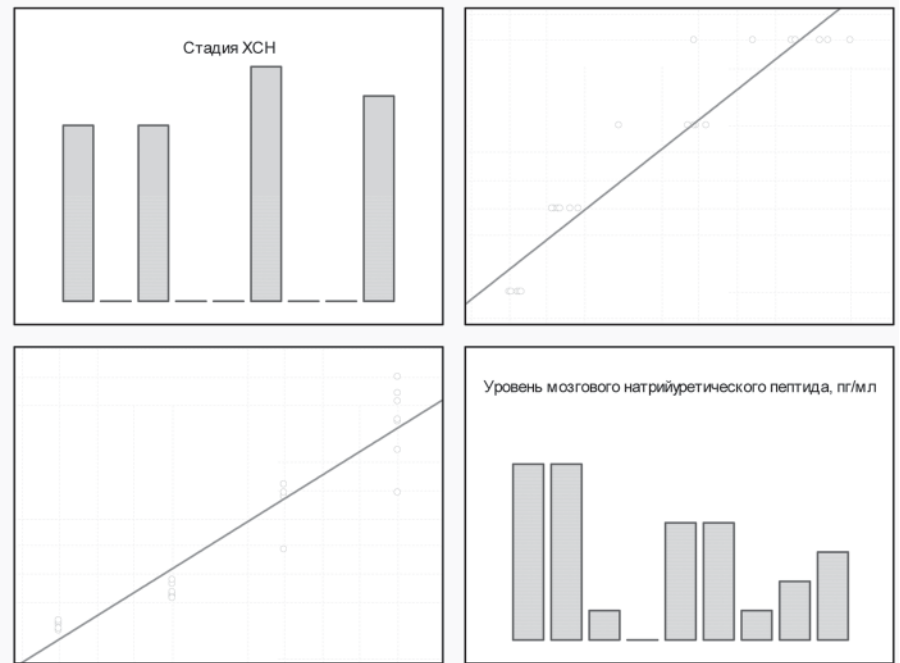 Стадия ХСН
Уровень мозгового натрийуретического пептида, пг/мл